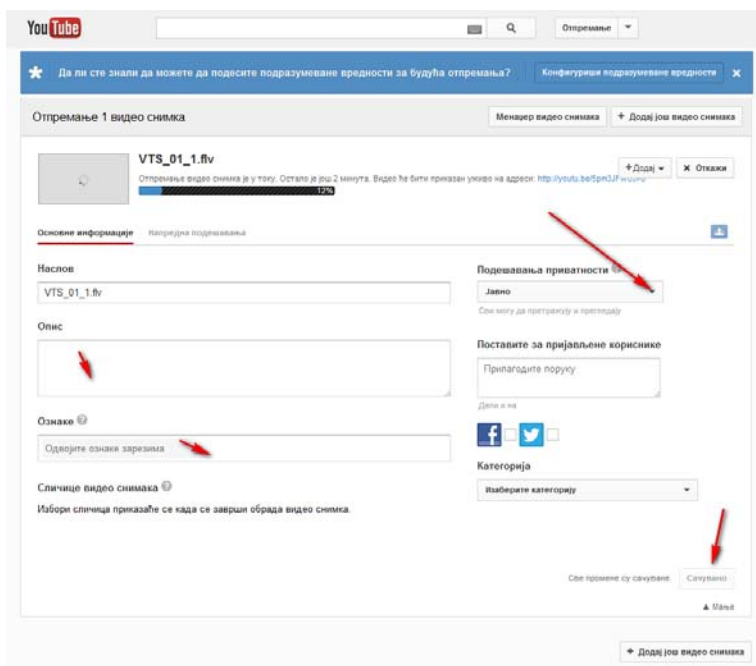 YouTube
Отпремање
Да ли сте знали да можете да подесите подразумеване вредности за будућа отпремања?
Конфигуриши подразумеване вредности
Отпремање 1 видео снимка
Менаџер видео снимака
+ Додај још видео снимака
VTS_01_1.flv
+Додај
× Откажи
Отпремање видео снимка је у току. Остало је још 2 минута. Видео ће бити приказан уживо на адреси:
12%
Основне информације
Напредна подешавања
Наслов
VTS_01_1.flv
Опис
Ознаке
Одвојите ознаке зарезима
Сличице видео снимака
Избори сличица приказаће се када се заврши обрада видео снимка.
Подешавања приватности
Јавно
Сви могу да претражују и прегледају
Поставите за пријављене кориснике
Прилагодите поруку
Дели и на
Категорија
Изаберите категорију
Све промене су сачуване.
Сачувано
Мање
+ Додај још видео снимака